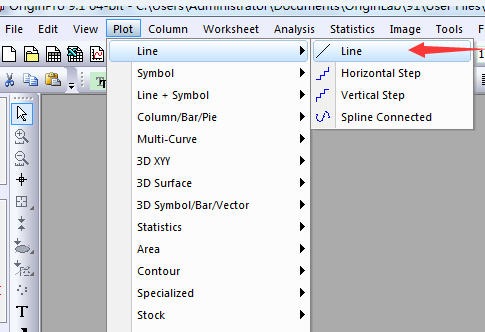 OriginPro 9.1 64-bit - C:\Users\Administrator\Documents\OriginLab\91\User Files\
File Edit View Plot Column Worksheet Analysis Statistics Image Tools F
Line
Symbol
Line + Symbol
Column/Bar/Pie
Multi-Curve
3D XYY
3D Surface
3D Symbol/Bar/Vector
Statistics
Area
Contour
Specialized
Stock
Line
Horizontal Step
Vertical Step
Spline Connected
T